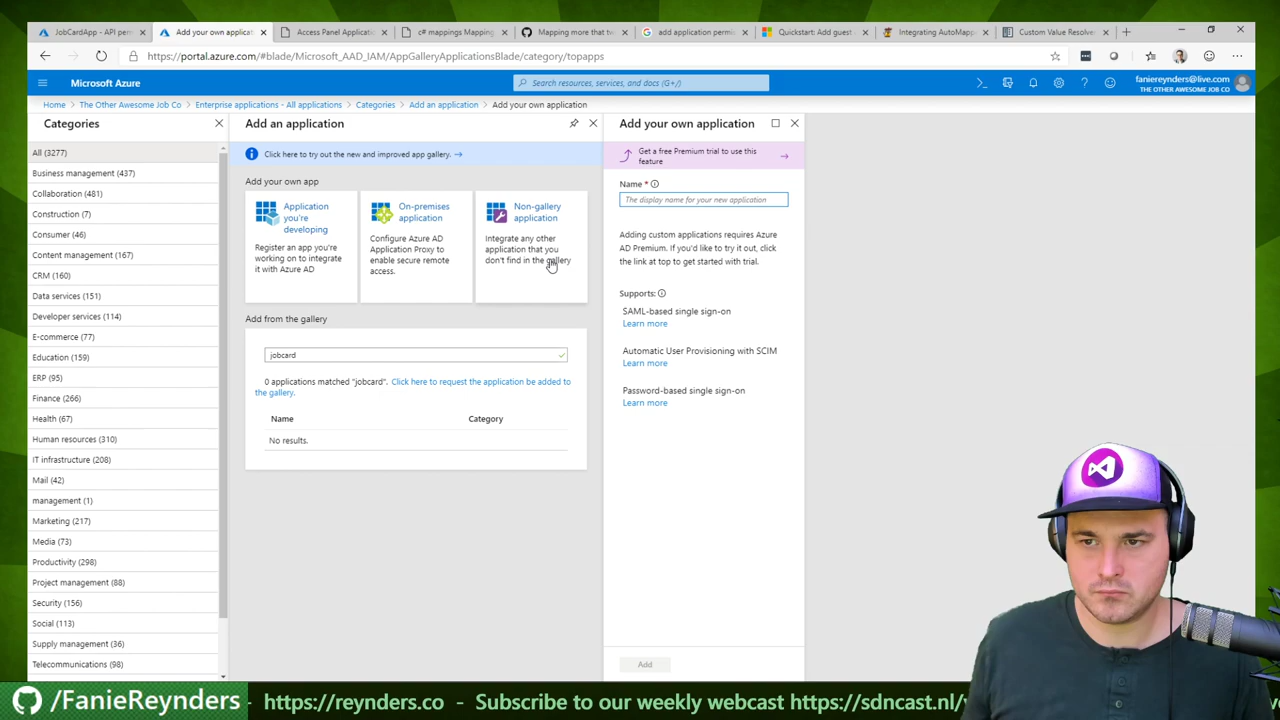 JobCardApp - API perm
Add your own applicat
Access Panel Applicatic
c# mappings Mapping.
Mapping more that tw
add application permis
Quickstart: Add guest
Integrating AutoMapp
Custom Value Resolve
https://portal.azure.com/#blade/Microsoft_AAD_IAM/AppGalleryApplicationsBlade/category/topapps
Microsoft Azure
Search resources, services, and docs (G+/)
faniereynders@live.com
THE OTHER AWESOME JOB CO
Home > The Other Awesome Job Co > Enterprise applications - All applications > Categories > Add an application > Add your own application
Categories
All (3277)
Business management (437)
Collaboration (481)
Construction (7)
Consumer (46)
Content management (167)
CRM (160)
Data services (151)
Developer services (114)
E-commerce (77)
Education (159)
ERP (95)
Finance (266)
Health (67)
Human resources (310)
IT infrastructure (208)
Mail (42)
management (1)
Marketing (217)
Media (73)
Productivity (298)
Project management (88)
Security (156)
Social (113)
Supply management (36)
Telecommunications (98)
Add an application
Click here to try out the new and improved app gallery. →
Add your own app
Application
you're
developing
Register an app you're
working on to integrate
it with Azure AD
On-premises
application
Configure Azure AD
Application Proxy to
enable secure remote
access.
Non-gallery
application
Integrate any other
application that you
don't find in the gallery
Add from the gallery
jobcard
0 applications matched "jobcard". Click here to request the application be added to
the gallery.
Name Category
No results.
Add your own application
Get a free Premium trial to use this
feature
Name *
The display name for your new application
Adding custom applications requires Azure
AD Premium. If you'd like to try it out, click
the link at top to get started with trial.
Supports:
SAML-based single sign-on
Learn more
Automatic User Provisioning with SCIM
Learn more
Password-based single sign-on
Learn more
Add
/FanieReynders
- https://reynders.co - Subscribe to our weekly webcast https://sdncast.nl/